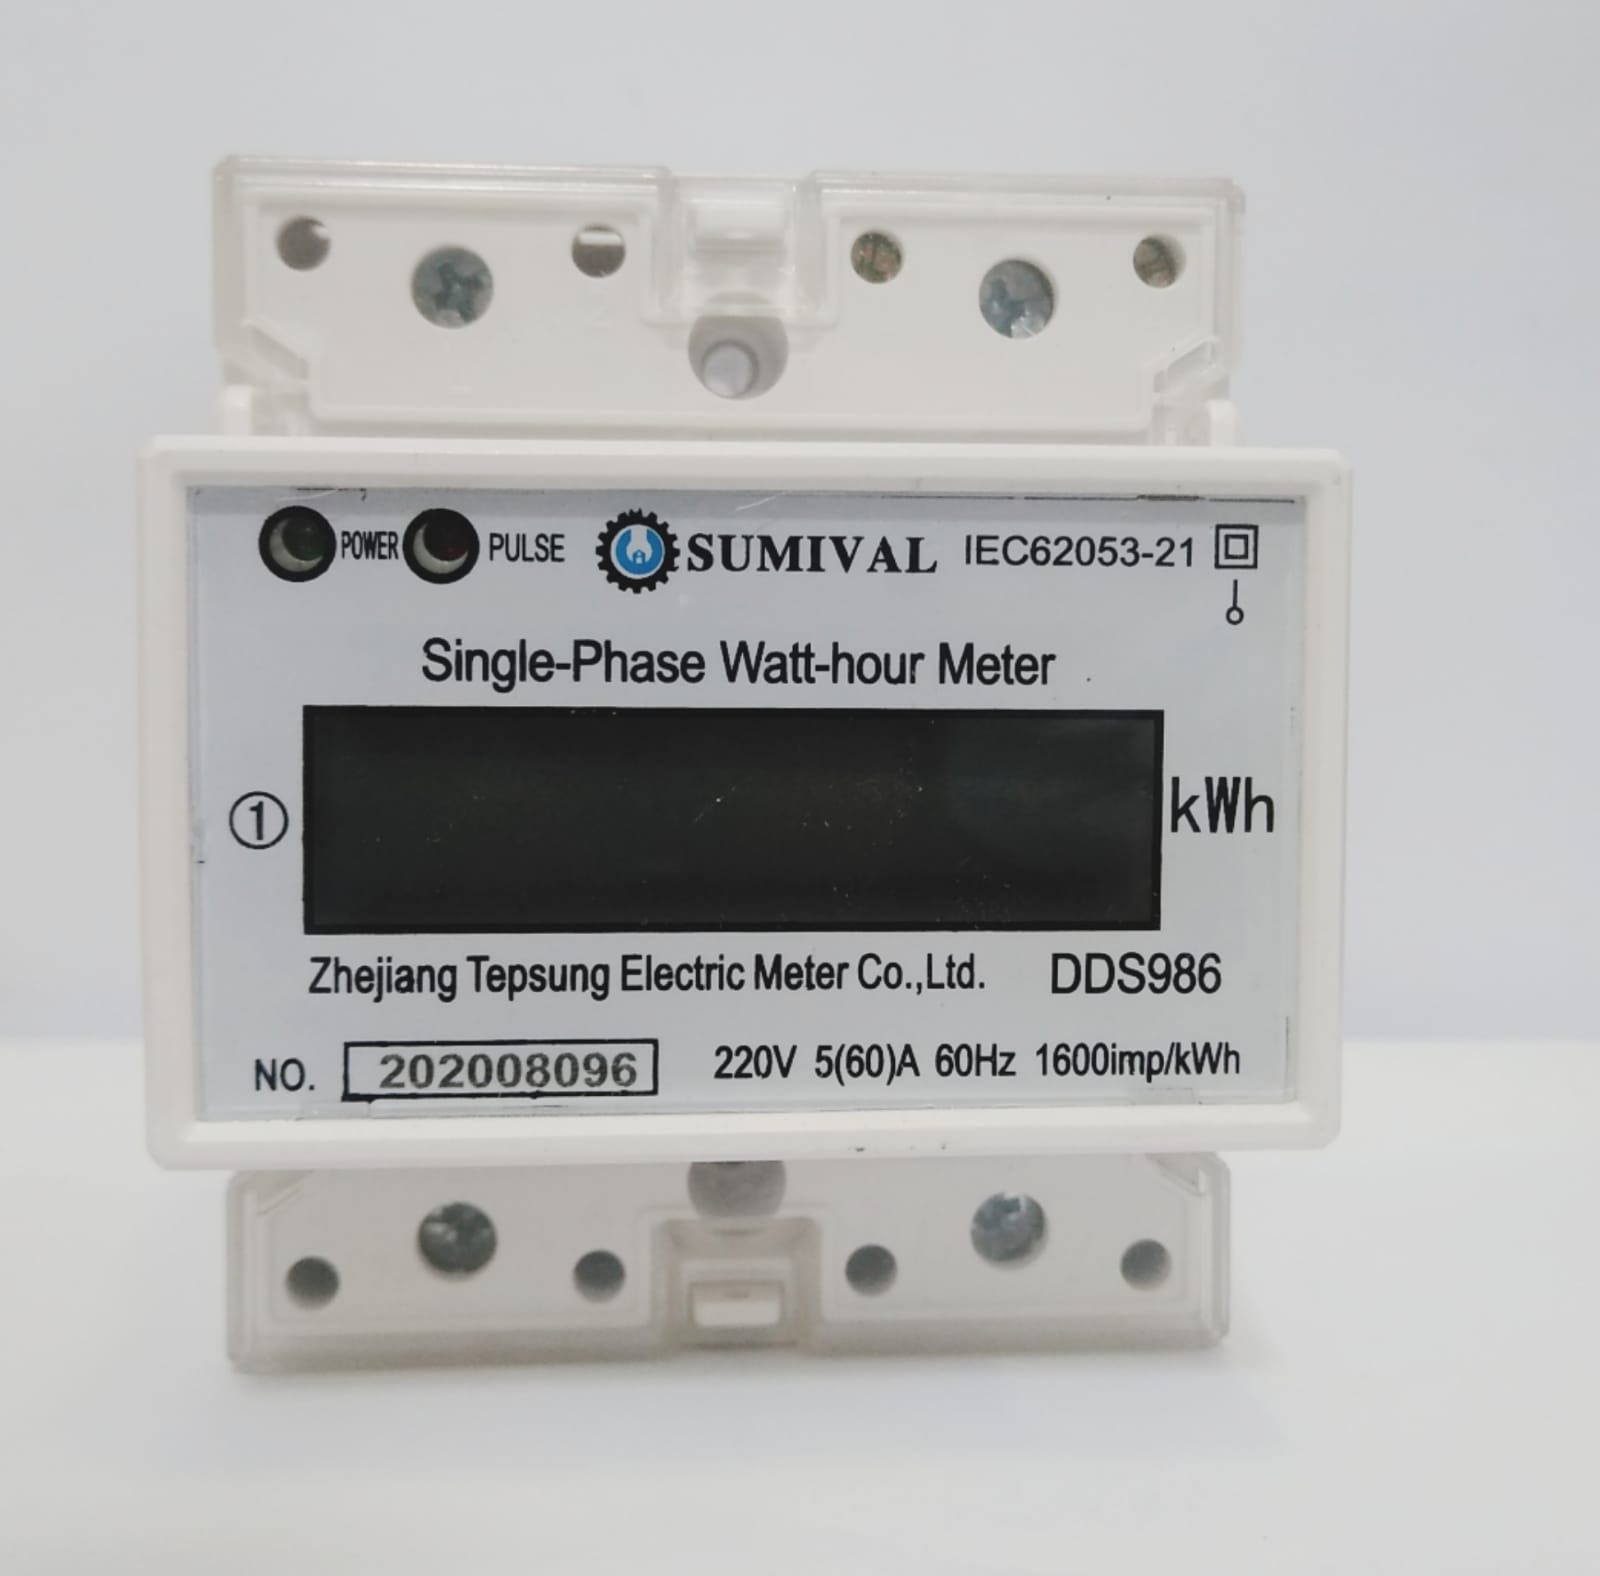 POWER PULSE SUMIVAL IEC62053-21
Single-Phase Watt-hour Meter
① kWh
Zhejiang Tepsung Electric Meter Co.,Ltd. DDS986
NO. 202008096 220V 5(60)A 60Hz 1600imp/kWh